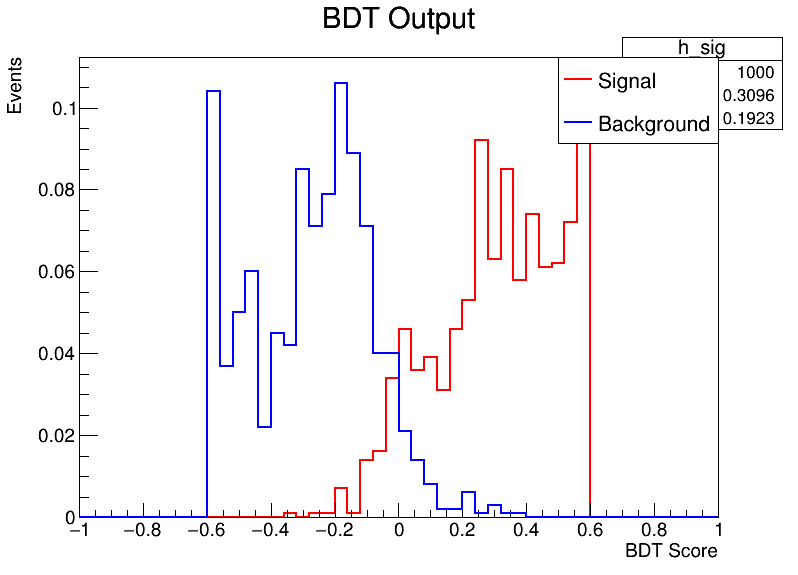 BDT Output
h_sig
1000
0.3096
0.1923
Signal
Background
Events
0.1
0.08
0.06
0.04
0.02
0
−1 −0.8 −0.6 −0.4 −0.2 0 0.2 0.4 0.6 0.8 1
BDT Score